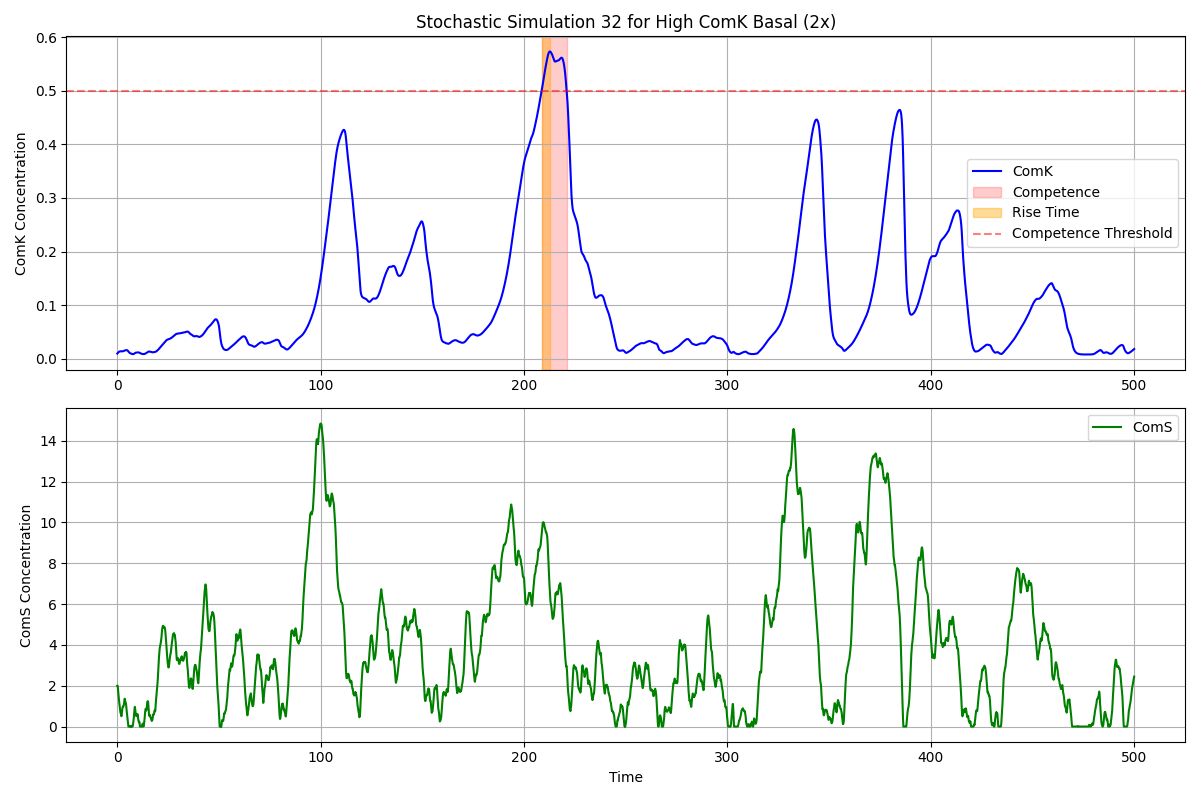 Stochastic Simulation 32 for High ComK Basal (2x)
ComK Concentration
0.6
0.5
0.4
0.3
0.2
0.1
0.0
ComK
Competence
Rise Time
Competence Threshold
0 100 200 300 400 500
ComS Concentration
14
12
10
8
6
4
2
0
ComS
0 100 200 300 400 500
Time